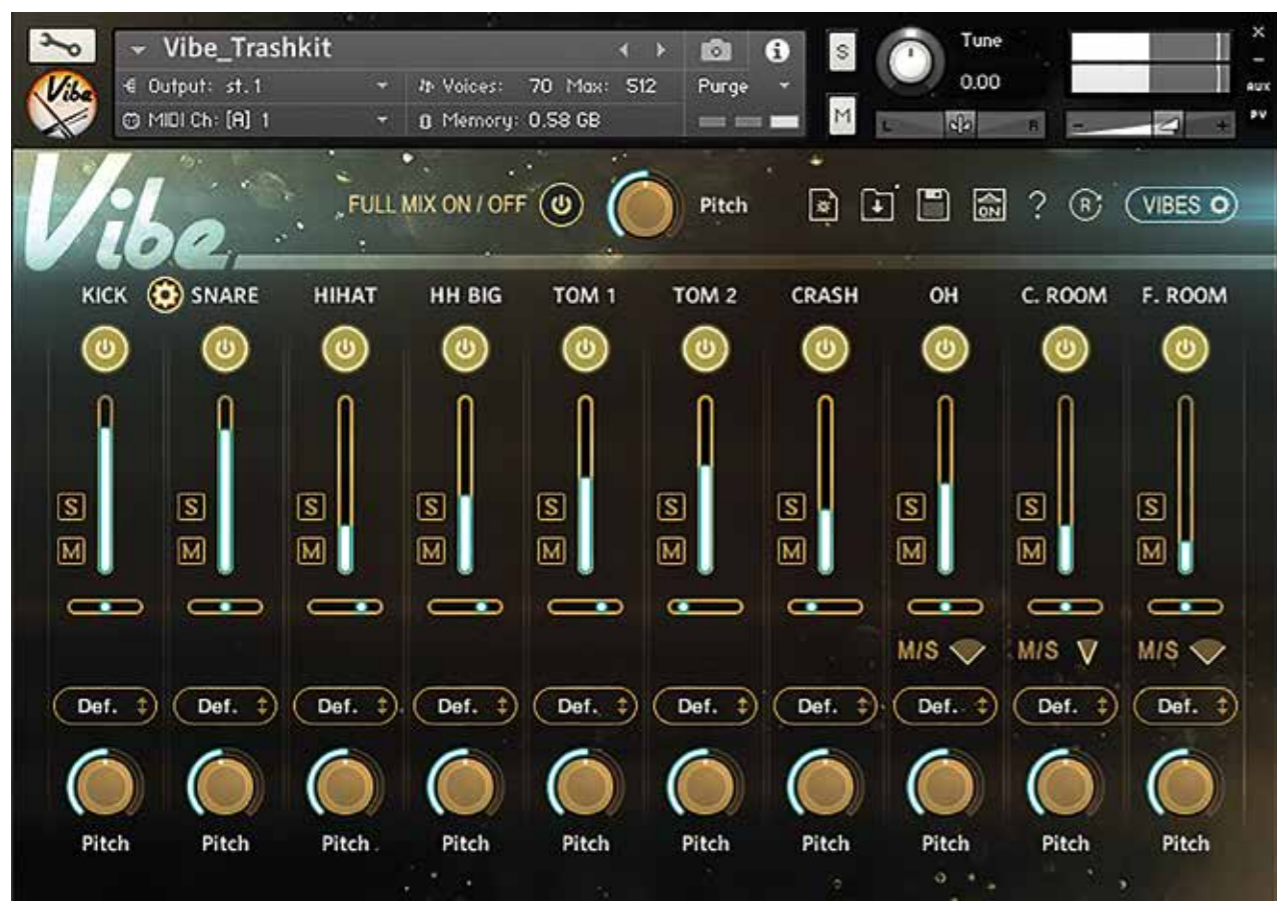 Vibe_Trashkit
S
Tune
0.00
Vibe
Output: st.1
Voices: 70 Max: 512
Purge
AUX
MIDI Ch: [A] 1
Memory: 0.58 GB
M
L
R
PV
Vibe
FULL MIX ON / OFF
Pitch
ON
?
R
VIBES
KICK SNARE HIHAT HH BIG TOM 1 TOM 2 CRASH OH C. ROOM F. ROOM
S S S S S S S S S S
M M M M M M M M M M
M/S M/S M/S
Def. Def. Def. Def. Def. Def. Def. Def. Def. Def.
Pitch Pitch Pitch Pitch Pitch Pitch Pitch Pitch Pitch Pitch